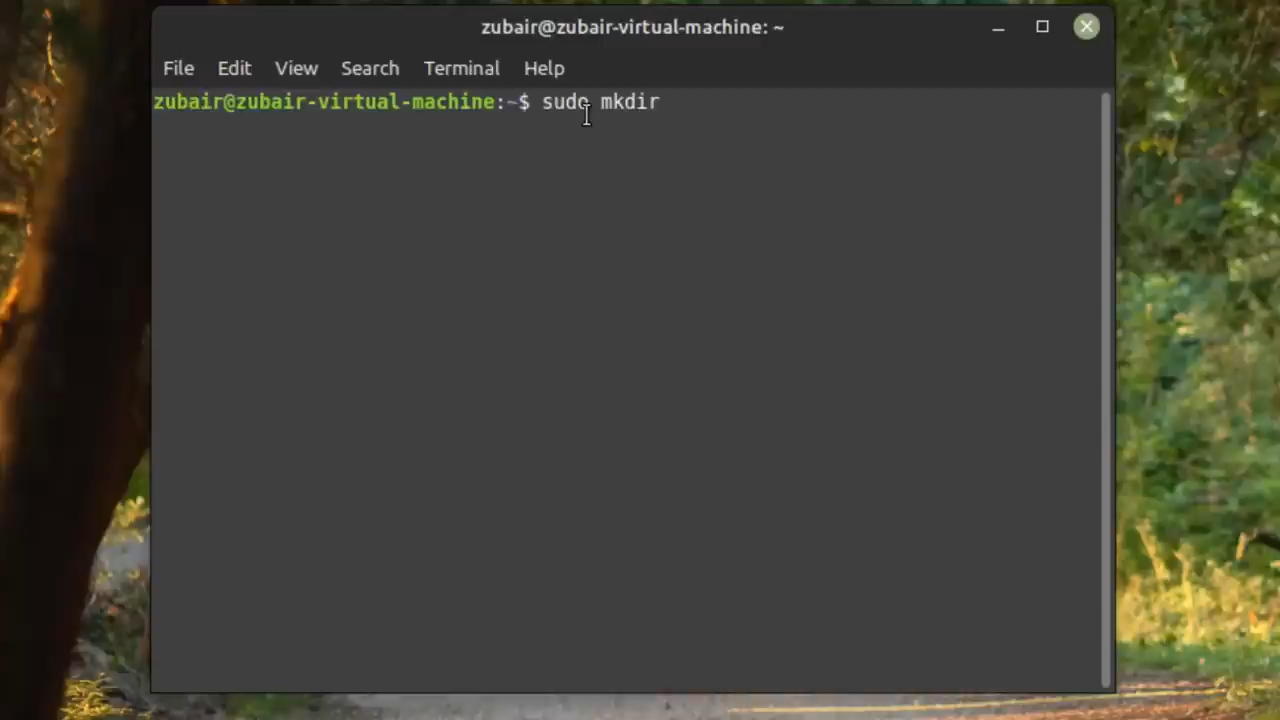 zubair@zubair-virtual-machine: ~
File Edit View Search Terminal Help
zubair@zubair-virtual-machine:~$ sudo mkdir